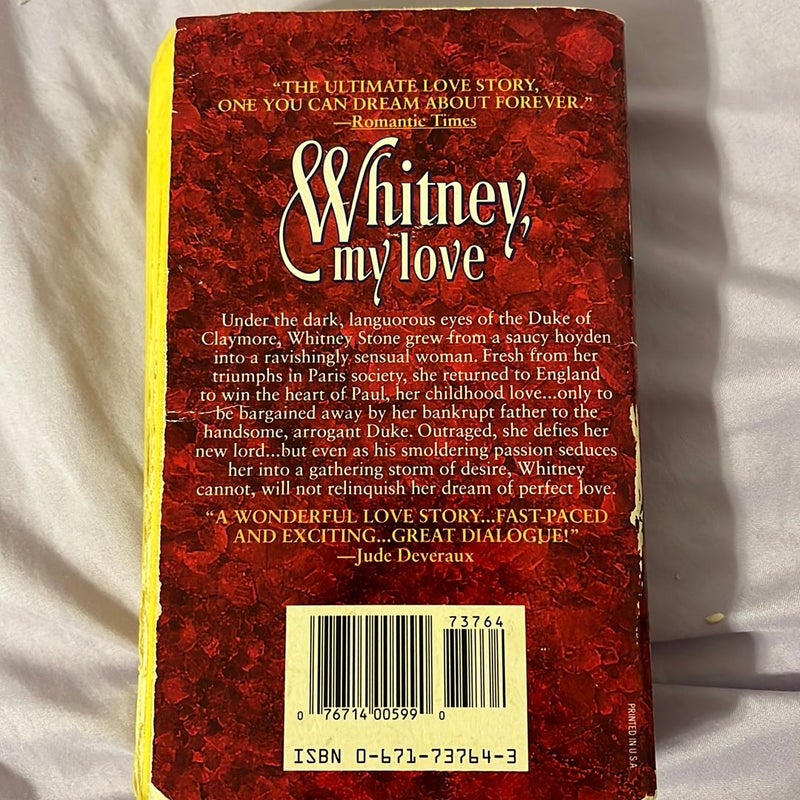 “THE ULTIMATE LOVE STORY,
ONE YOU CAN DREAM ABOUT FOREVER.”
—Romantic Times
Whitney,
my love
Under the dark, languorous eyes of the Duke of
Claymore, Whitney Stone grew from a saucy hoyden
into a ravishingly sensual woman. Fresh from her
triumphs in Paris society, she returned to England
to win the heart of Paul, her childhood love...only to
be bargained away by her bankrupt father to the
handsome, arrogant Duke. Outraged, she defies her
new lord...but even as his smoldering passion seduces
her into a gathering storm of desire, Whitney
cannot, will not relinquish her dream of perfect love.
“A WONDERFUL LOVE STORY...FAST-PACED
AND EXCITING...GREAT DIALOGUE!”
—Jude Deveraux
73764
0 76714 00599 0
ISBN 0-671-73764-3
PRINTED IN U.S.A.